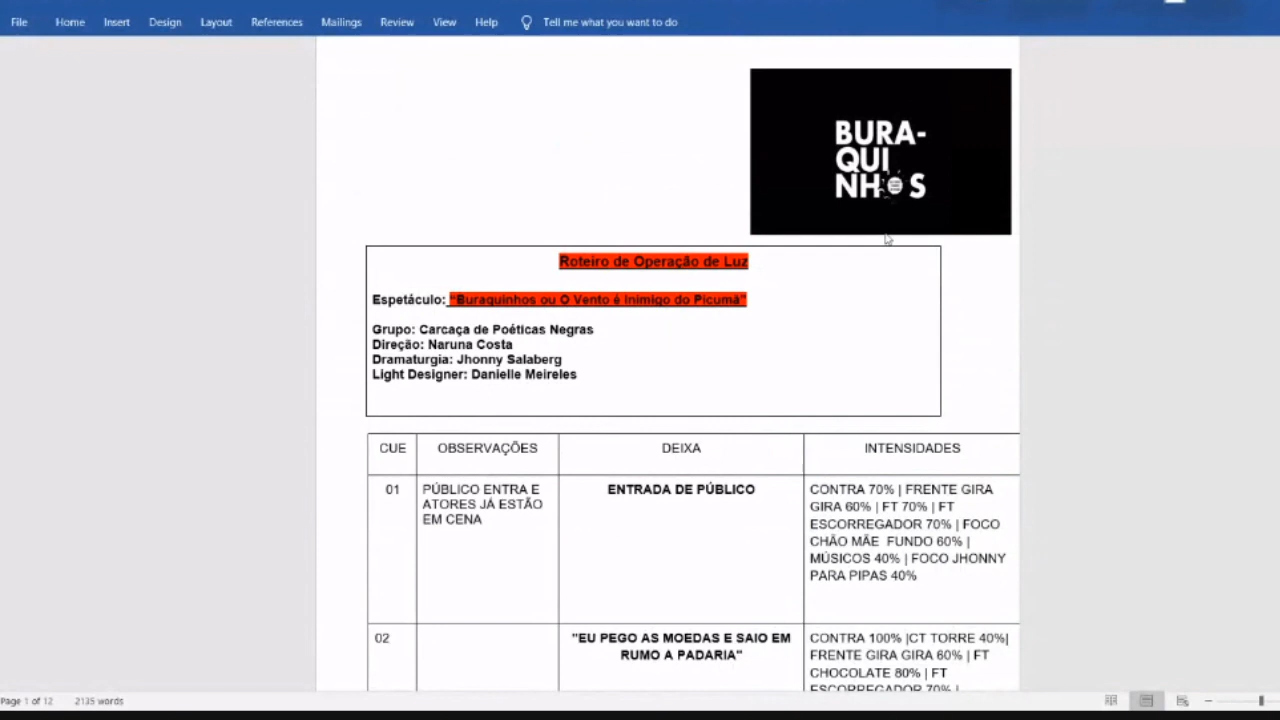 File Home Insert Design Layout References Mailings Review View Help Tell me what you want to do
BURA-
QUI
NHOS
Roteiro de Operação de Luz
Espetáculo: “Buraquinhos ou O Vento é Inimigo do Picumã”
Grupo: Carcaça de Poéticas Negras
Direção: Naruna Costa
Dramaturgia: Jhonny Salaberg
Light Designer: Danielle Meireles
CUE OBSERVAÇÕES DEIXA INTENSIDADES
01 PÚBLICO ENTRA E ATORES JÁ ESTÃO EM CENA ENTRADA DE PÚBLICO CONTRA 70% | FRENTE GIRA
GIRA 60% | FT 70% | FT
ESCORREGADOR 70% | FOCO
CHÃO MÃE FUNDO 60% |
MÚSICOS 40% | FOCO JHONNY
PARA PIPAS 40%
02 "EU PEGO AS MOEDAS E SAIO EM
RUMO A PADARIA"
CONTRA 100% |CT TORRE 40%|
FRENTE GIRA GIRA 60% | FT
CHOCOLATE 80% | FT
ESCORREGADOR 70% |
Page 1 of 12 2135 words